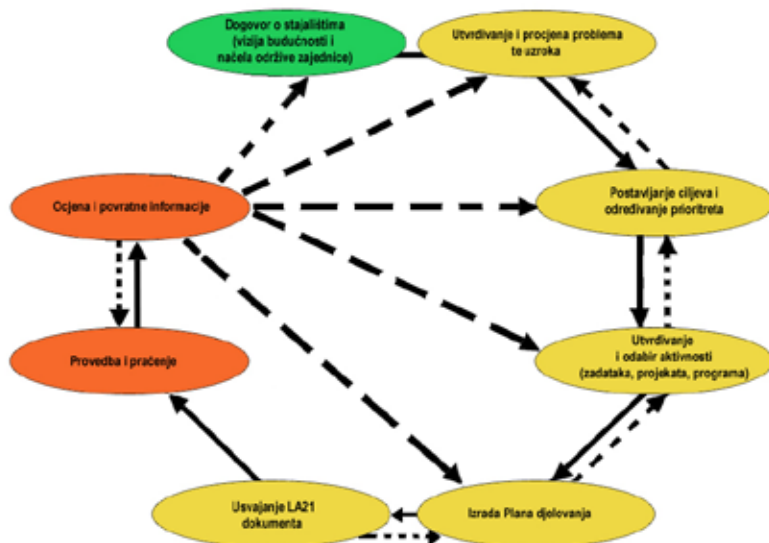 Dogovor o stajalištima
(vizija budućnosti i
načela održive zajednice)
Utvrđivanje i procjena problema
te uzroka
Ocjena i povratne informacije
Postavljanje ciljeva i
određivanje prioritreta
Provedba i praćenje
Utvrđivanje
i odabir aktivnosti
(zadataka, projekata, programa)
Usvajanje LA21
dokumenta
Izrada Plana djelovanja